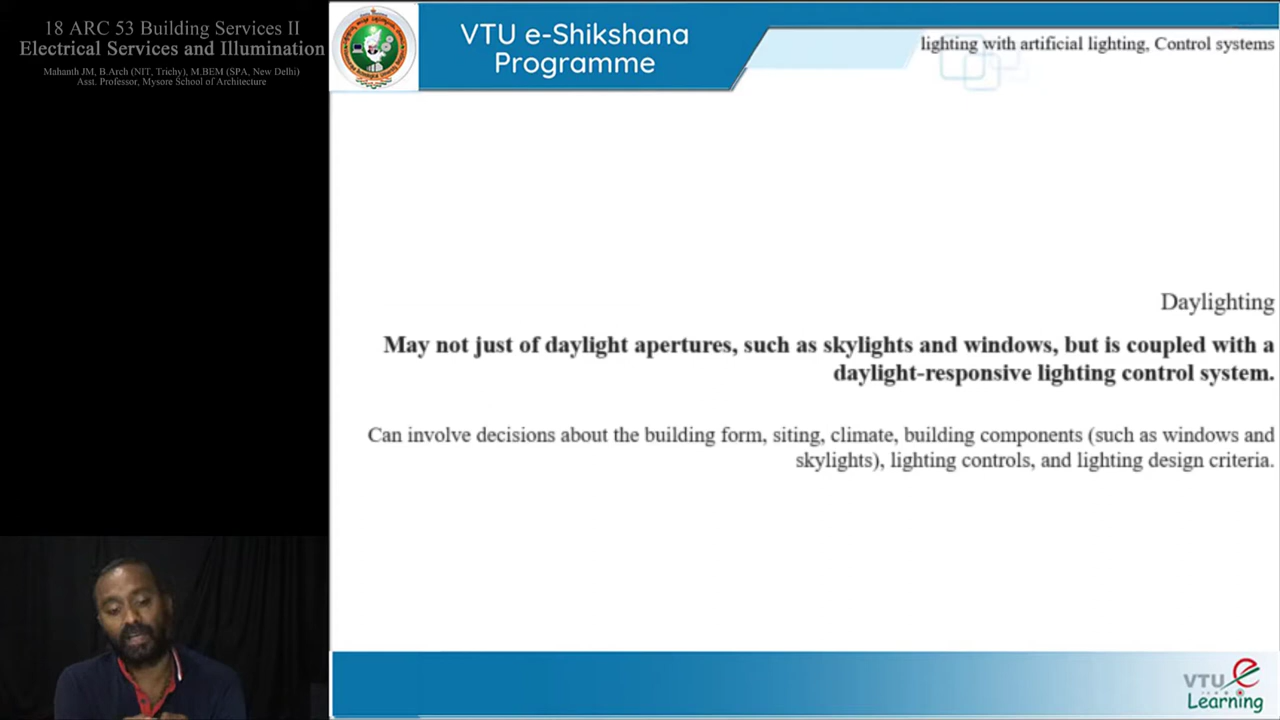 18 ARC 53 Building Services II
Electrical Services and Illumination
Mahanth JM, B.Arch (NIT, Trichy), M.BEM (SPA, New Delhi)
Asst. Professor, Mysore School of Architecture
VTU e-Shikshana
Programme
lighting with artificial lighting, Control systems
Daylighting
May not just of daylight apertures, such as skylights and windows, but is coupled with a
daylight-responsive lighting control system.
Can involve decisions about the building form, siting, climate, building components (such as windows and
skylights), lighting controls, and lighting design criteria.
VTU e
Learning